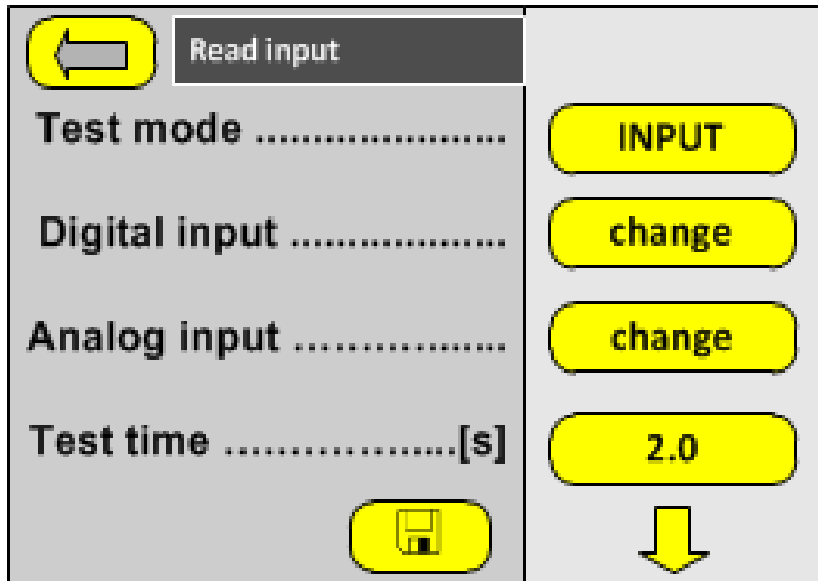 Read input
Test mode ...................... INPUT
Digital input ................... change
Analog input ................... change
Test time ....................[s] 2.0